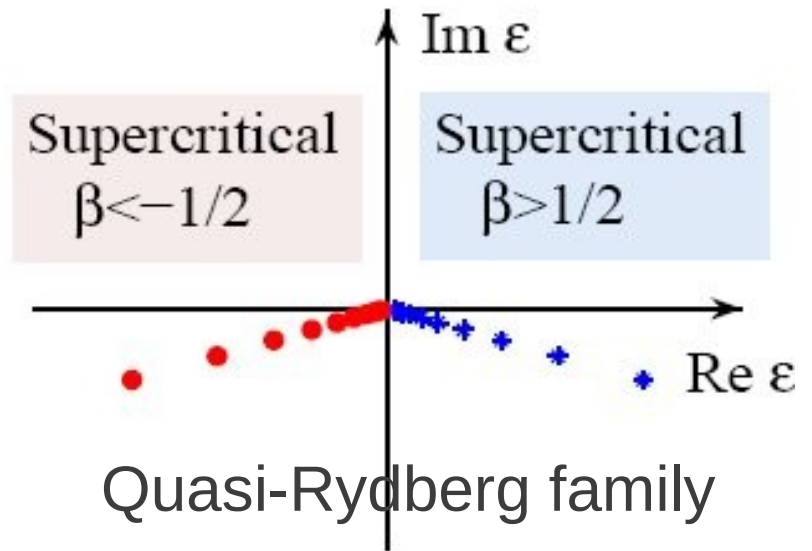 Im ε
Supercritical
β<−1/2
Supercritical
β>1/2
Re ε
Quasi-Rydberg family